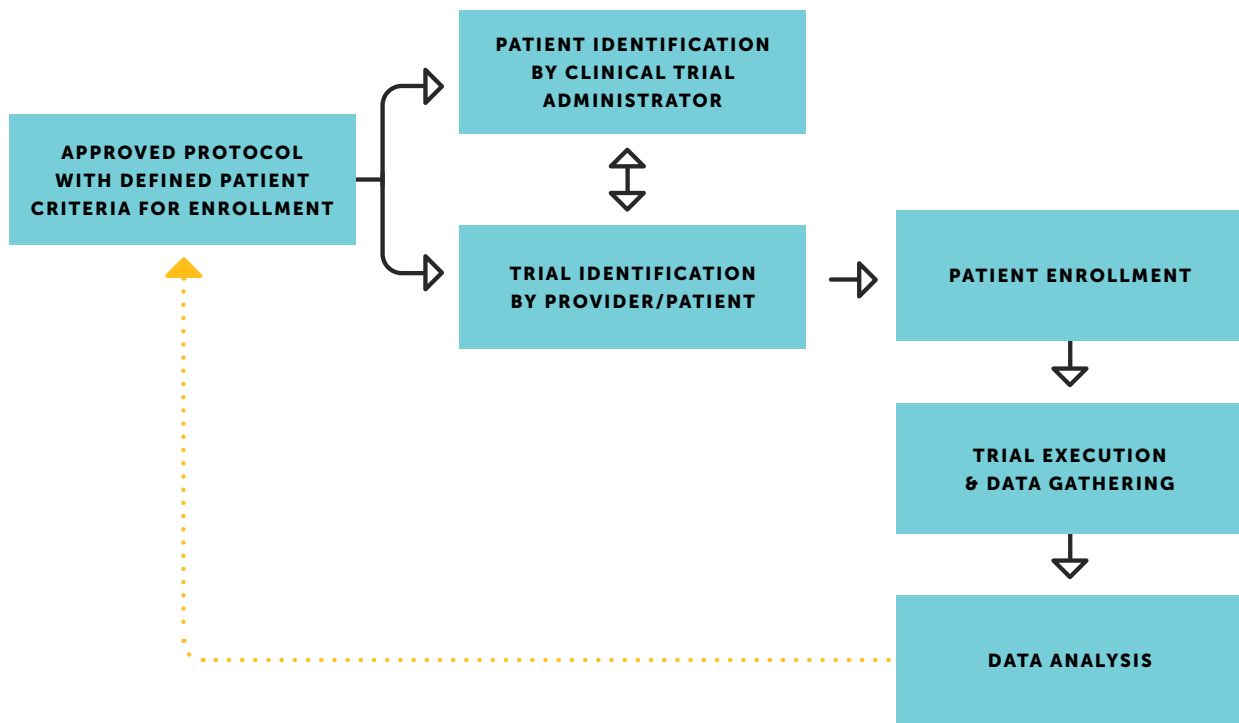 APPROVED PROTOCOL
WITH DEFINED PATIENT
CRITERIA FOR ENROLLMENT
PATIENT IDENTIFICATION
BY CLINICAL TRIAL
ADMINISTRATOR
TRIAL IDENTIFICATION
BY PROVIDER/PATIENT
PATIENT ENROLLMENT
TRIAL EXECUTION
& DATA GATHERING
DATA ANALYSIS